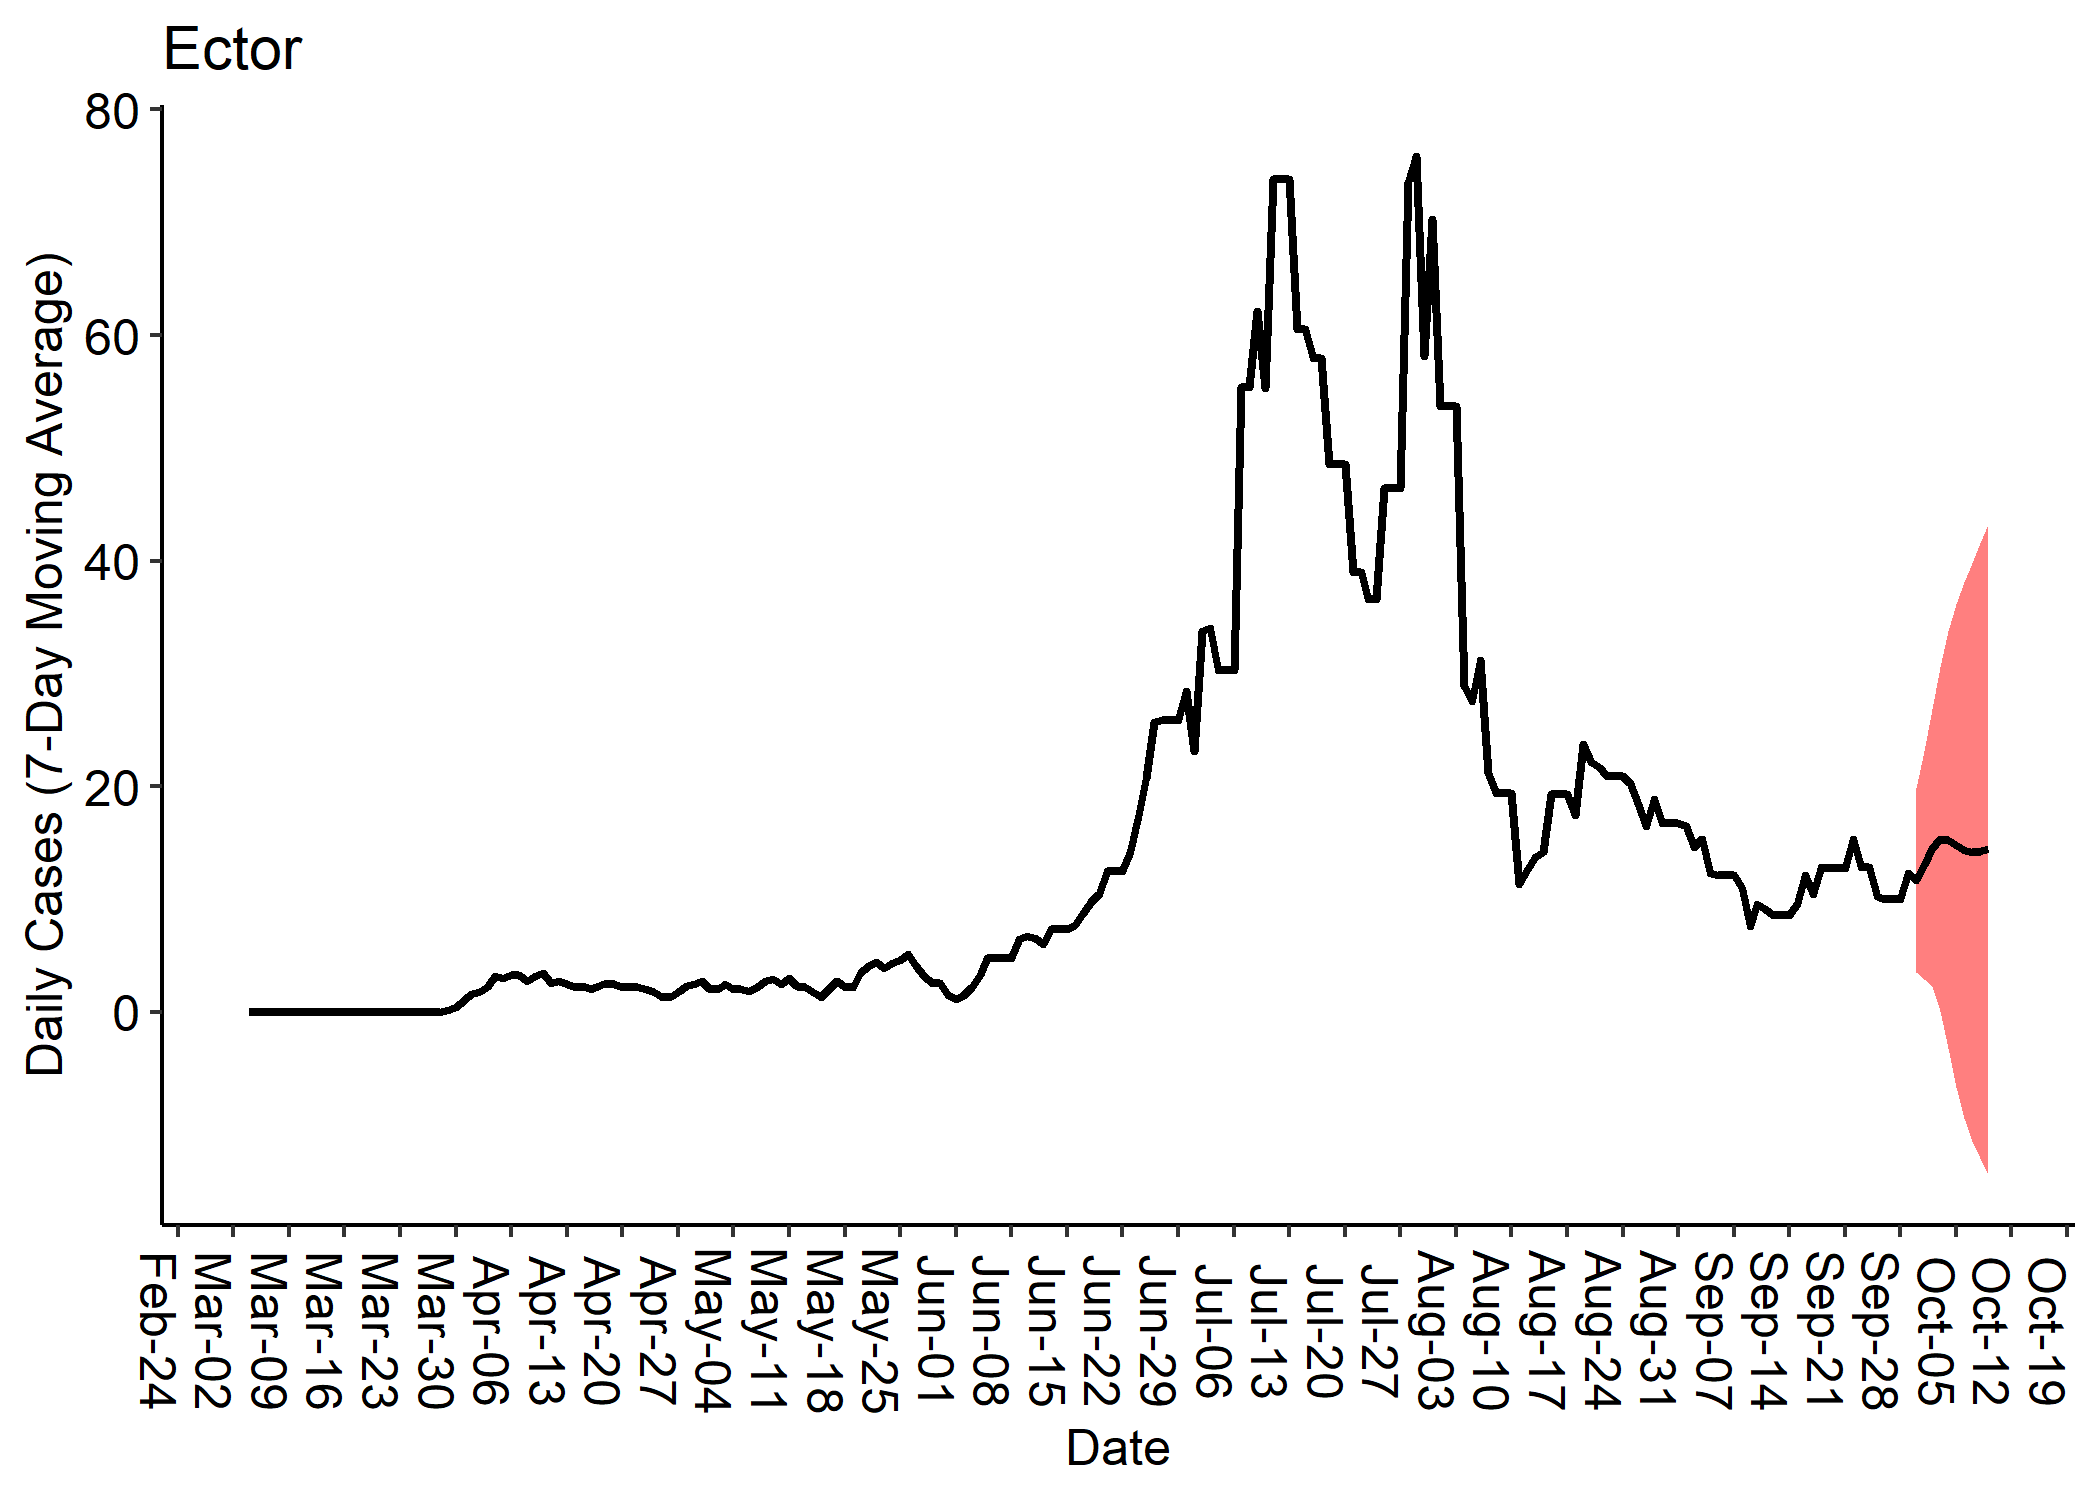 Ector
80
60
40
20
0
Daily Cases (7-Day Moving Average)
Feb-24
Mar-02
Mar-09
Mar-16
Mar-23
Mar-30
Apr-06
Apr-13
Apr-20
Apr-27
May-04
May-11
May-18
May-25
Jun-01
Jun-08
Jun-15
Jun-22
Jun-29
Jul-06
Jul-13
Jul-20
Jul-27
Aug-03
Aug-10
Aug-17
Aug-24
Aug-31
Sep-07
Sep-14
Sep-21
Sep-28
Oct-05
Oct-12
Oct-19
Date